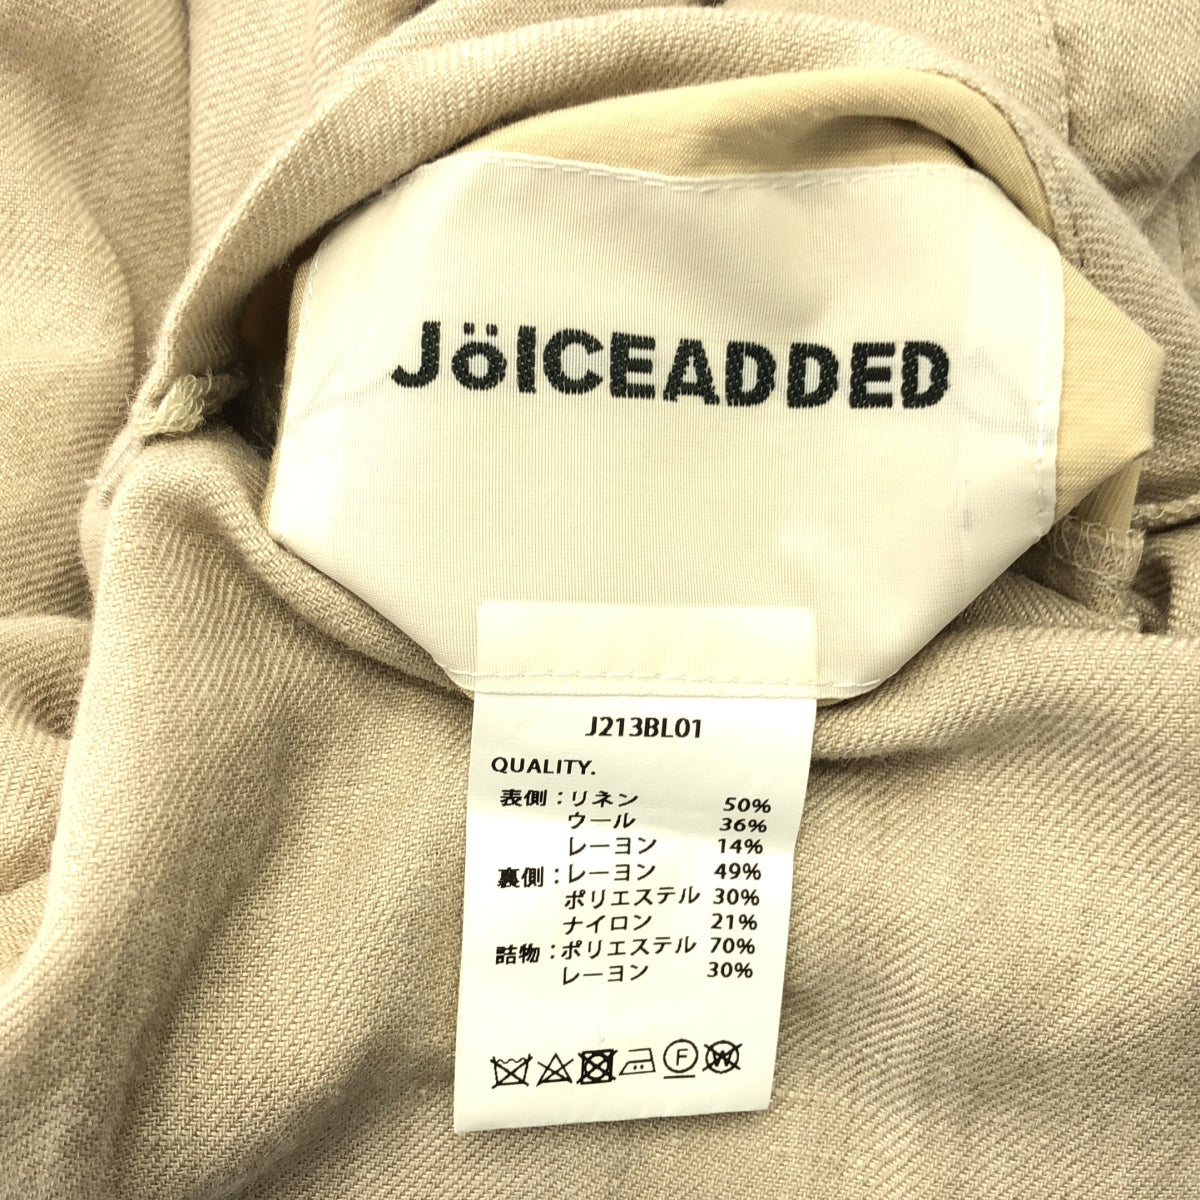 JöICEADDED
J213BL01
QUALITY.
表側：リネン 50%
ウール 36%
レーヨン 14%
裏側：レーヨン 49%
ポリエステル 30%
ナイロン 21%
詰物：ポリエステル 70%
レーヨン 30%
F W